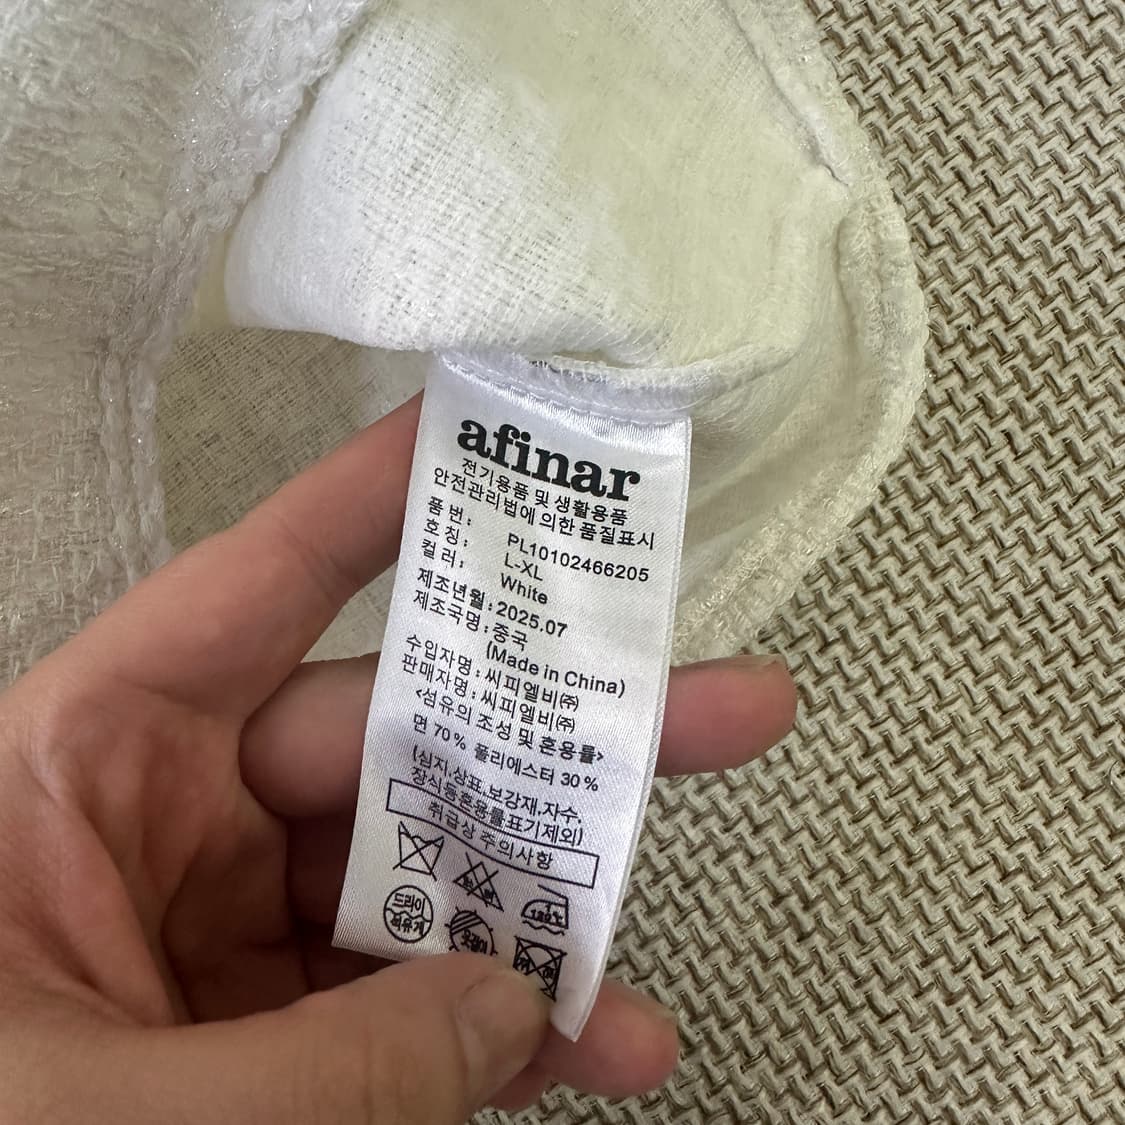 afinar
전기용품 및 생활용품
안전관리법에 의한 품질표시
품번: PL10102466205
호칭: L-XL
컬러: White
제조년월: 2025.07
제조국명: 중국
(Made in China)
수입자명: 씨피엘비㈜
판매자명: 씨피엘비㈜
<섬유의 조성 및 혼용률>
면 70% 폴리에스터 30%
(심지,상표,보강재,자수,
장식등혼용률표기제외)
취급상 주의사항
드라이
석유계
옷걸이